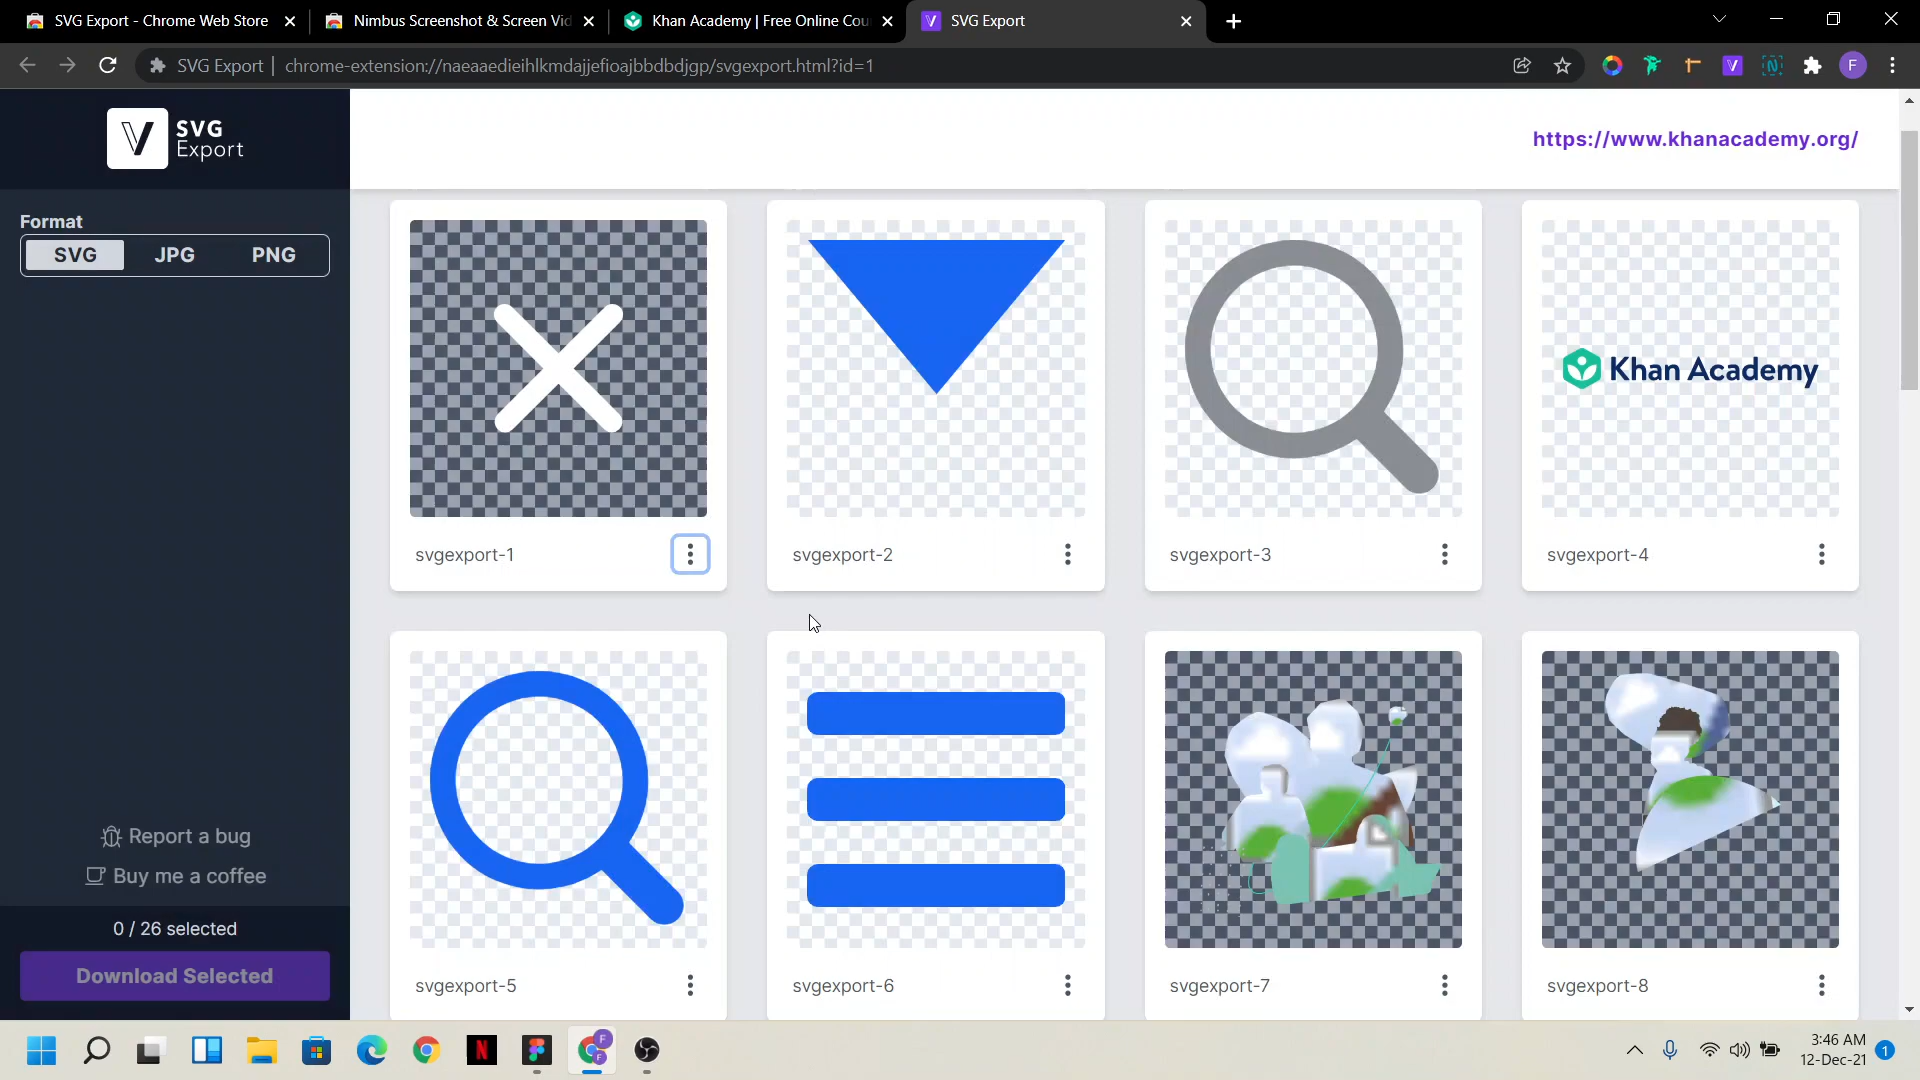 SVG Export - Chrome Web Store
Nimbus Screenshot & Screen Vid
Khan Academy | Free Online Cou
SVG Export
SVG Export | chrome-extension://naeaaedieihlkmdajjefioajbbdbdjgp/svgexport.html?id=1
F
V SVG
Export
https://www.khanacademy.org/
Format
SVG JPG PNG
Khan Academy
svgexport-1
svgexport-2
svgexport-3
svgexport-4
svgexport-5
svgexport-6
svgexport-7
svgexport-8
Report a bug
Buy me a coffee
0 / 26 selected
Download Selected
3:46 AM
12-Dec-21
1